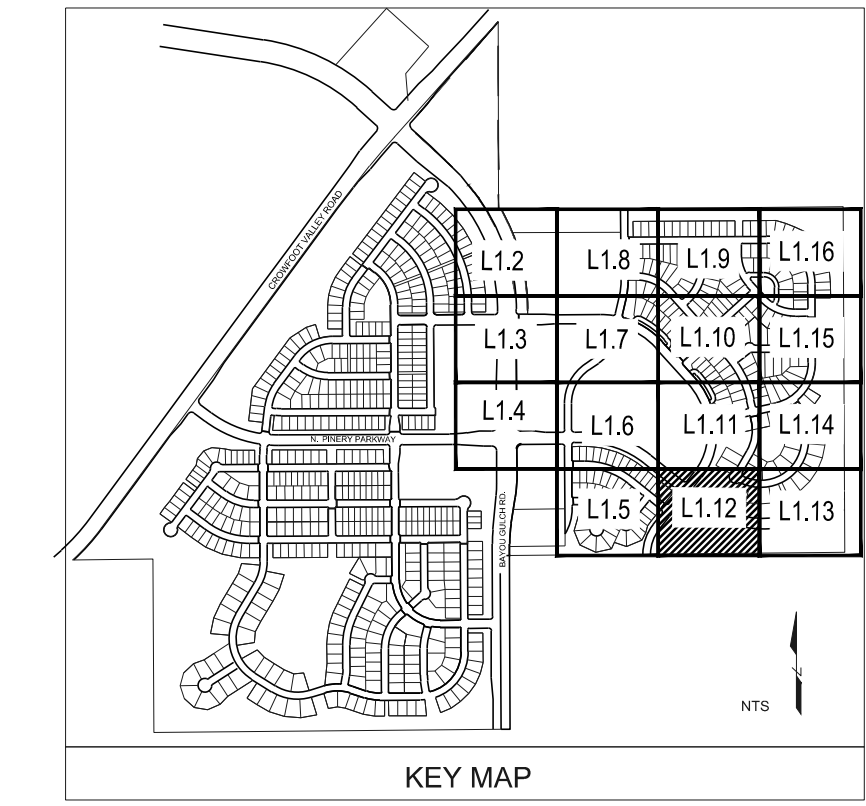 CROWFOOT VALLEY ROAD
L1.2
L1.8
L1.9
L1.16
L1.3
L1.7
L1.10
L1.15
L1.4
L1.6
L1.11
L1.14
N. PINERY PARKWAY
L1.5
L1.12
L1.13
BAYOU GULCH RD.
N
NTS
KEY MAP